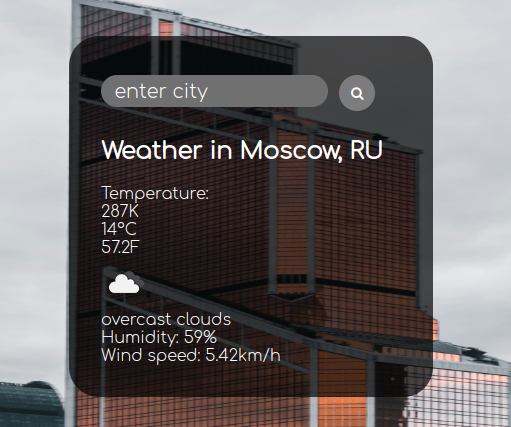 enter city
Weather in Moscow, RU
Temperature:
287K
14°C
57.2F
overcast clouds
Humidity: 59%
Wind speed: 5.42km/h